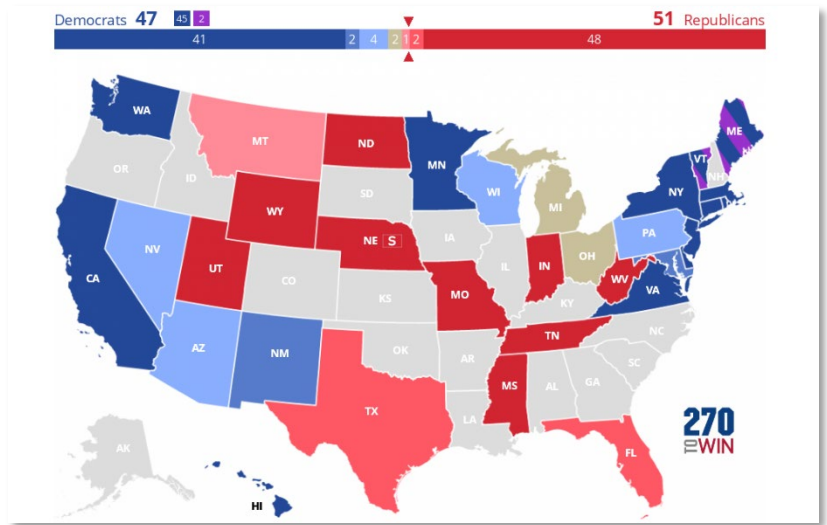 Democrats 47 45 2 51 Republicans
41 2 4 2 1 2 48
WA
MT
ND
MN
ME
VT
NH
OR
ID
SD
WI
NY
WY
MI
NE S
IA
PA
NV
UT
IL
IN
OH
CA
CO
WV
VA
KS
MO
KY
NC
TN
AZ
NM
OK
AR
SC
MS
AL
GA
TX
LA
AK
FL
HI
270
TO WIN